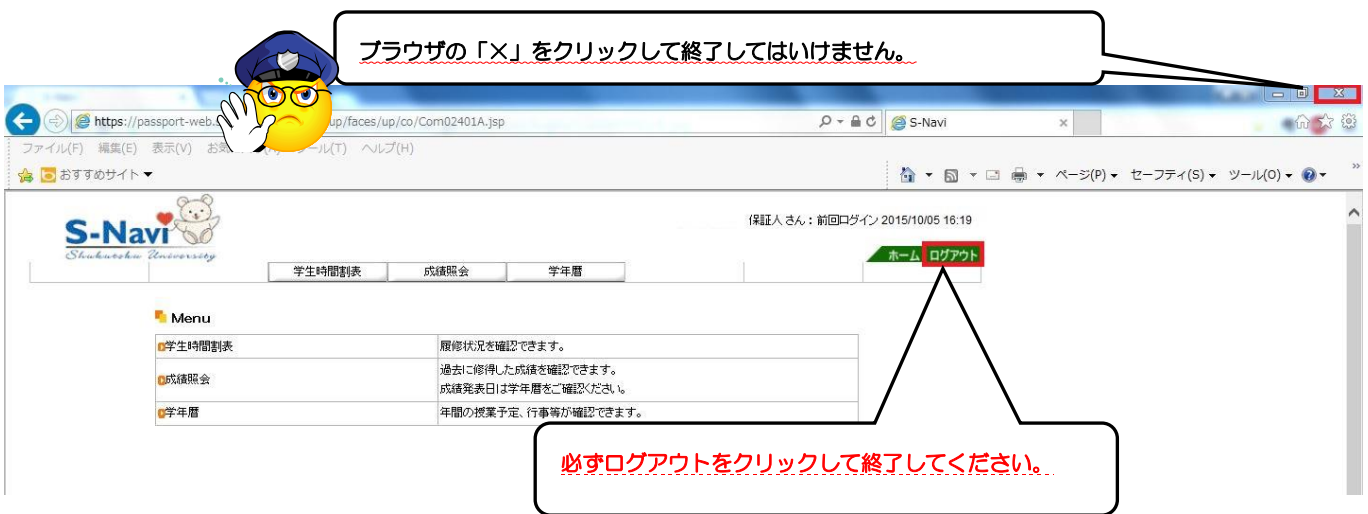 ブラウザの「×」をクリックして終了してはいけません。
https://passport-web. up/faces/up/co/Com02401A.jsp
S-Navi
ファイル(F) 編集(E) 表示(V) お気 ール(T) ヘルプ(H)
おすすめサイト
ページ(P) セーフティ(S) ツール(O)
S-Navi
Shukutoku University
保証人 さん：前回ログイン 2015/10/05 16:19
ホーム ログアウト
学生時間割表 成績照会 学年暦
Menu
学生時間割表 履修状況を確認できます。
成績照会 過去に修得した成績を確認できます。
成績発表日は学年暦をご確認ください。
学年暦 年間の授業予定、行事等が確認できます。
必ずログアウトをクリックして終了してください。